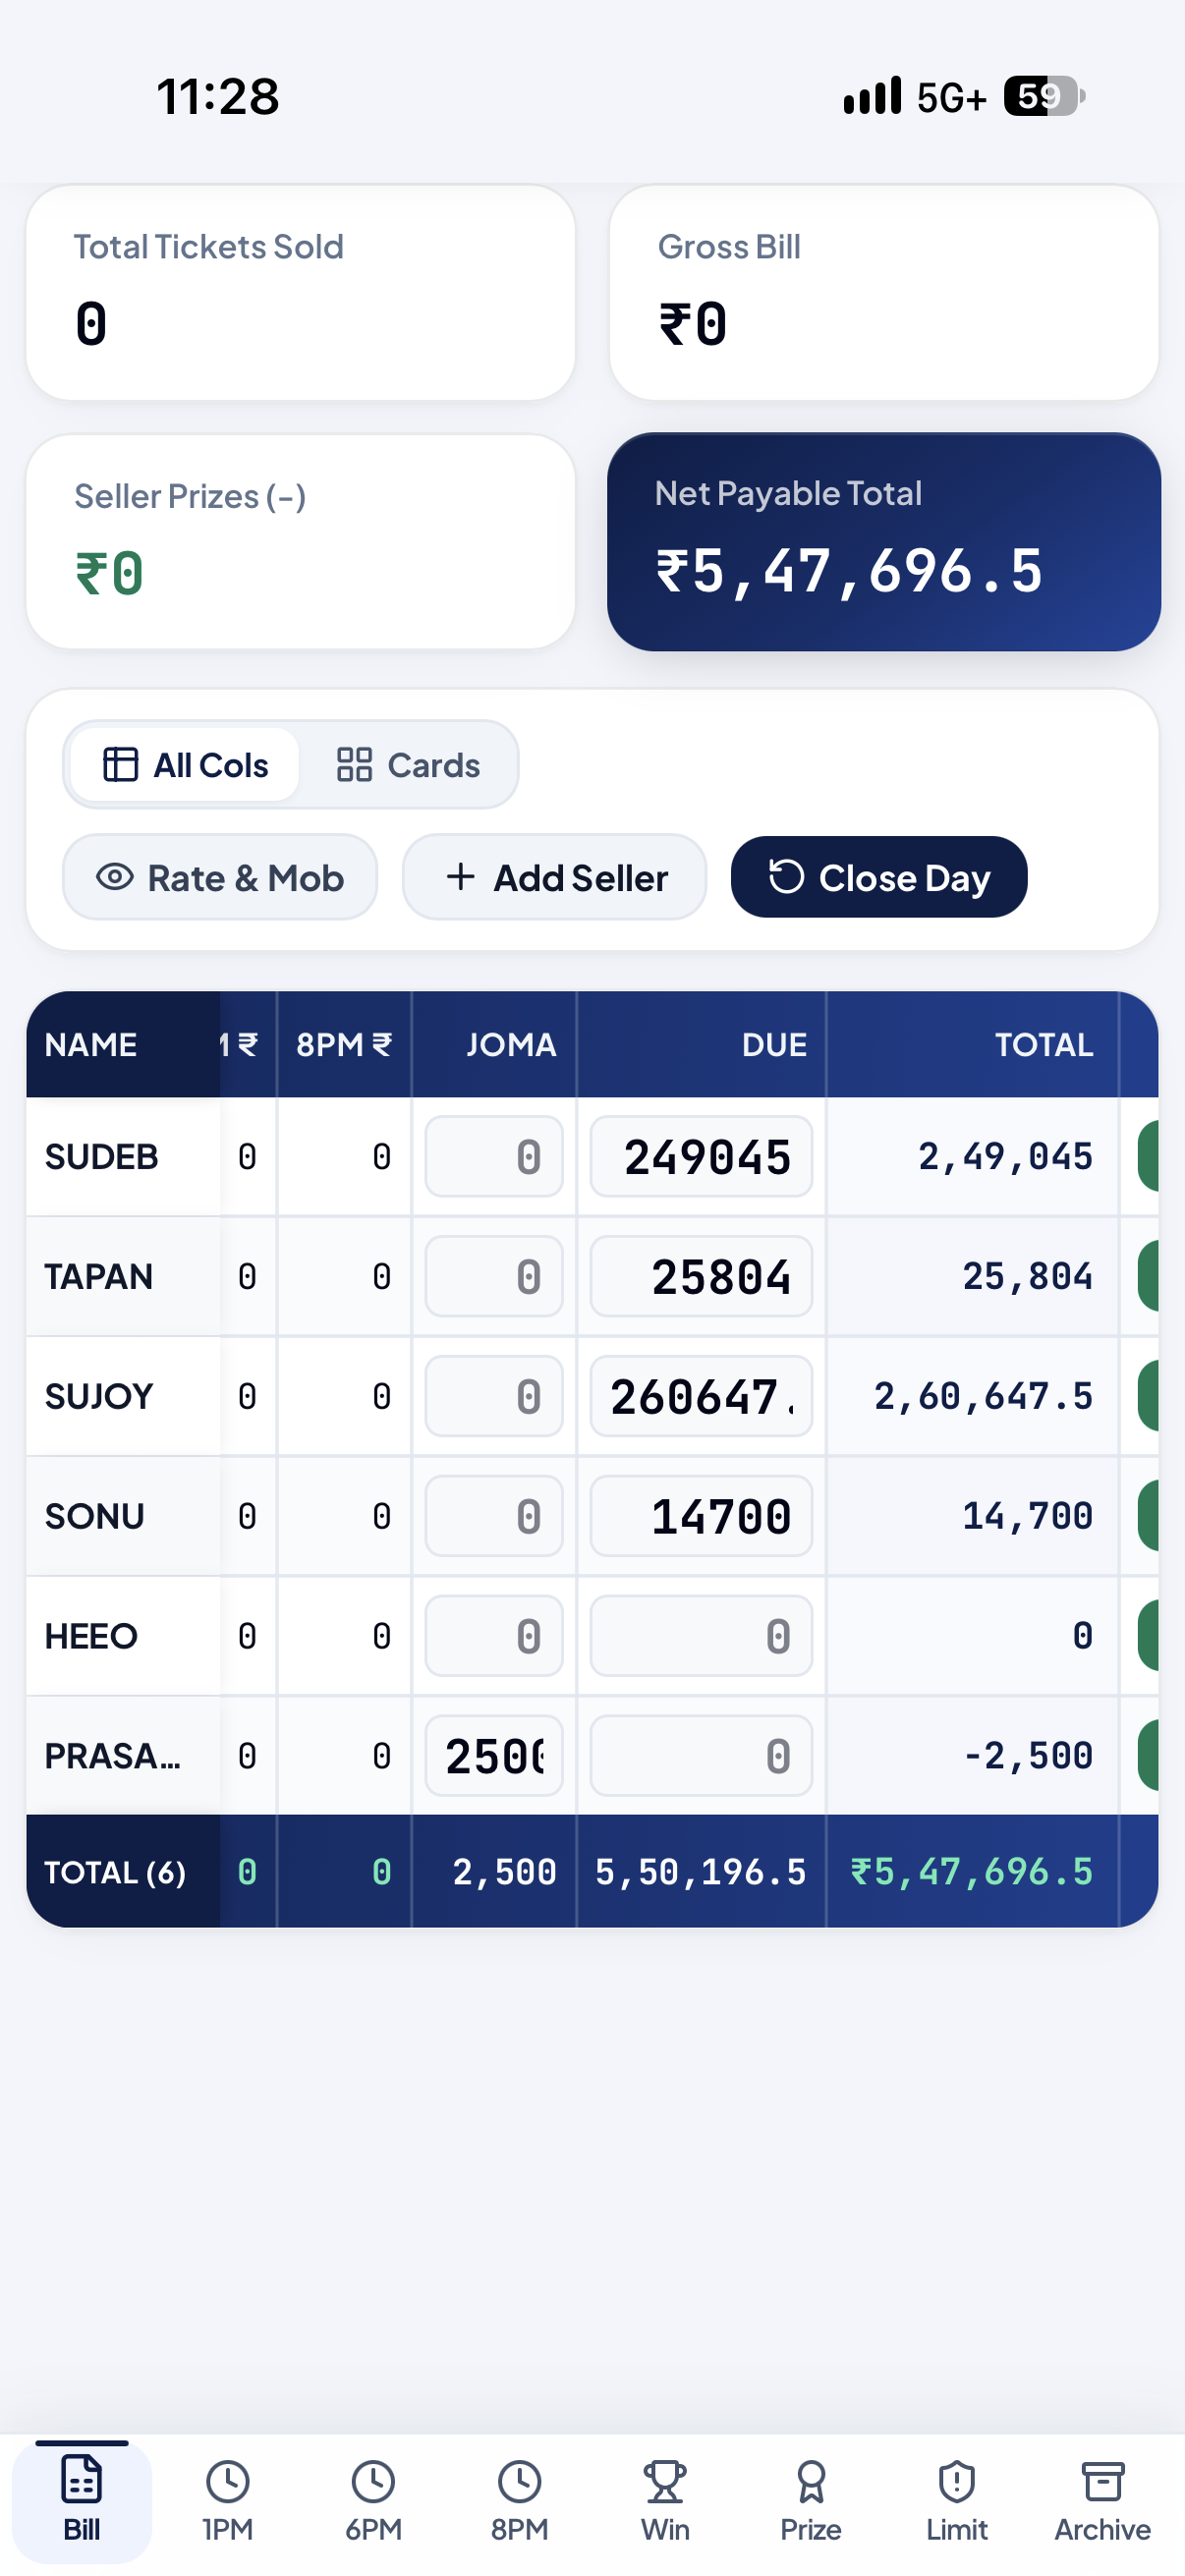 11:28 5G+ 59
Total Tickets Sold
0
Gross Bill
₹0
Seller Prizes (-)
₹0
Net Payable Total
₹5,47,696.5
All Cols Cards
Rate & Mob Add Seller Close Day
NAME ₹ 8PM ₹ JOMA DUE TOTAL
SUDEB 0 0 0 249045 2,49,045
TAPAN 0 0 0 25804 25,804
SUJOY 0 0 0 260647. 2,60,647.5
SONU 0 0 0 14700 14,700
HEEO 0 0 0 0 0
PRASA... 0 0 250 0 -2,500
TOTAL (6) 0 0 2,500 5,50,196.5 ₹5,47,696.5
Bill 1PM 6PM 8PM Win Prize Limit Archive